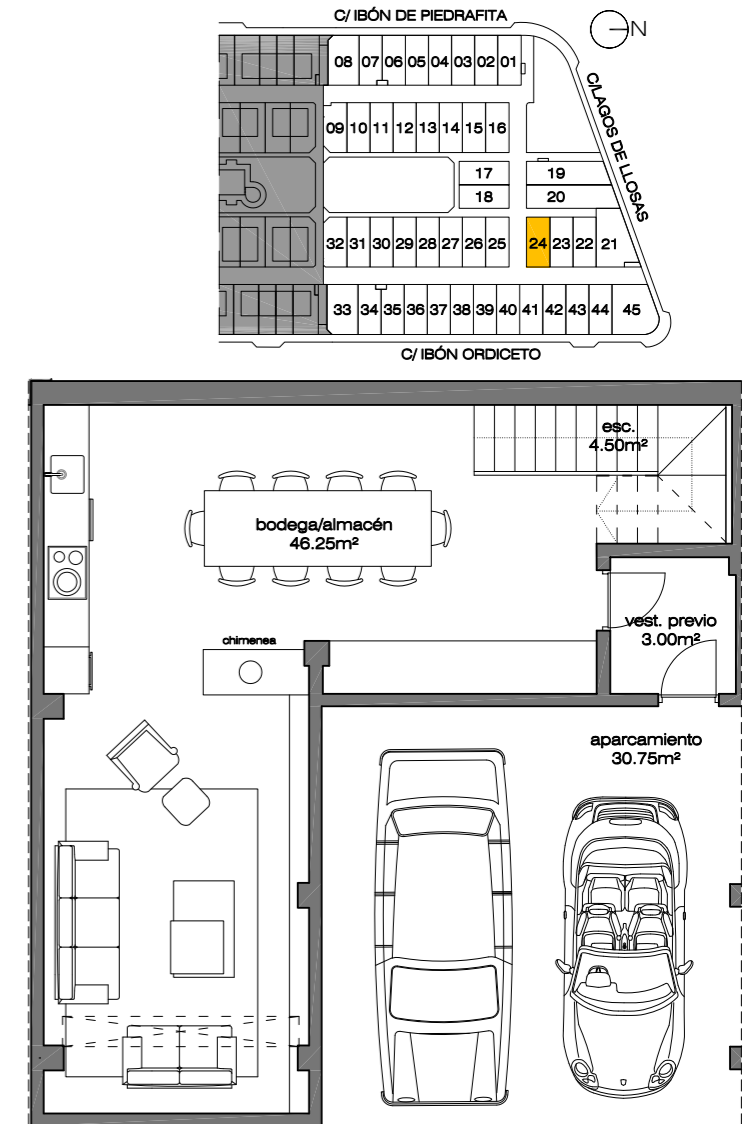 C/ IBÓN DE PIEDRAFITA
N
08 07 06 05 04 03 02 01
C/LAGOS DE LLOSAS
09 10 11 12 13 14 15 16
17 19
18 20
32 31 30 29 28 27 26 25 24 23 22 21
33 34 35 36 37 38 39 40 41 42 43 44 45
C/ IBÓN ORDICETO
esc.
4.50m²
bodega/almacén
46.25m²
vest. previo
3.00m²
chimenea
aparcamiento
30.75m²